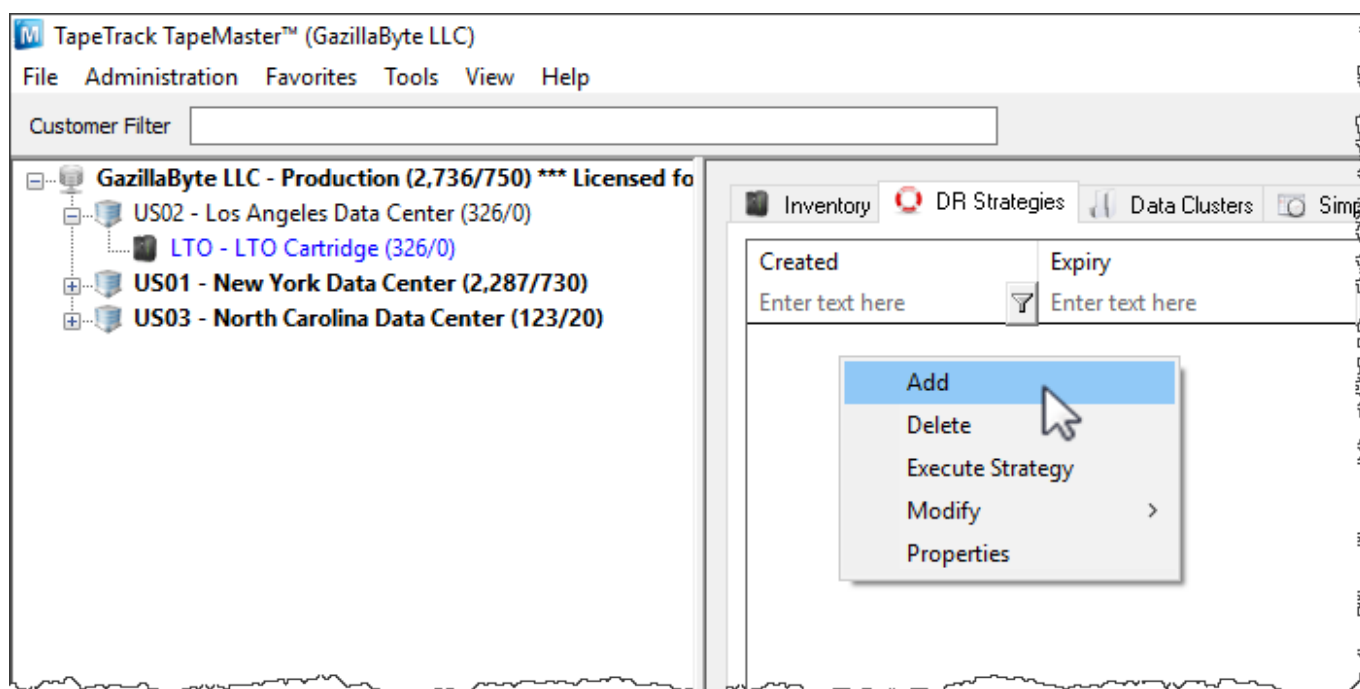 TapeTrack TapeMaster™ (GazillaByte LLC)
File Administration Favorites Tools View Help
Customer Filter
GazillaByte LLC - Production (2,736/750) *** Licensed fo
US02 - Los Angeles Data Center (326/0)
LTO - LTO Cartridge (326/0)
US01 - New York Data Center (2,287/730)
US03 - North Carolina Data Center (123/20)
Inventory DR Strategies Data Clusters Simp
Created Expiry
Enter text here Enter text here
Add
Delete
Execute Strategy
Modify
Properties